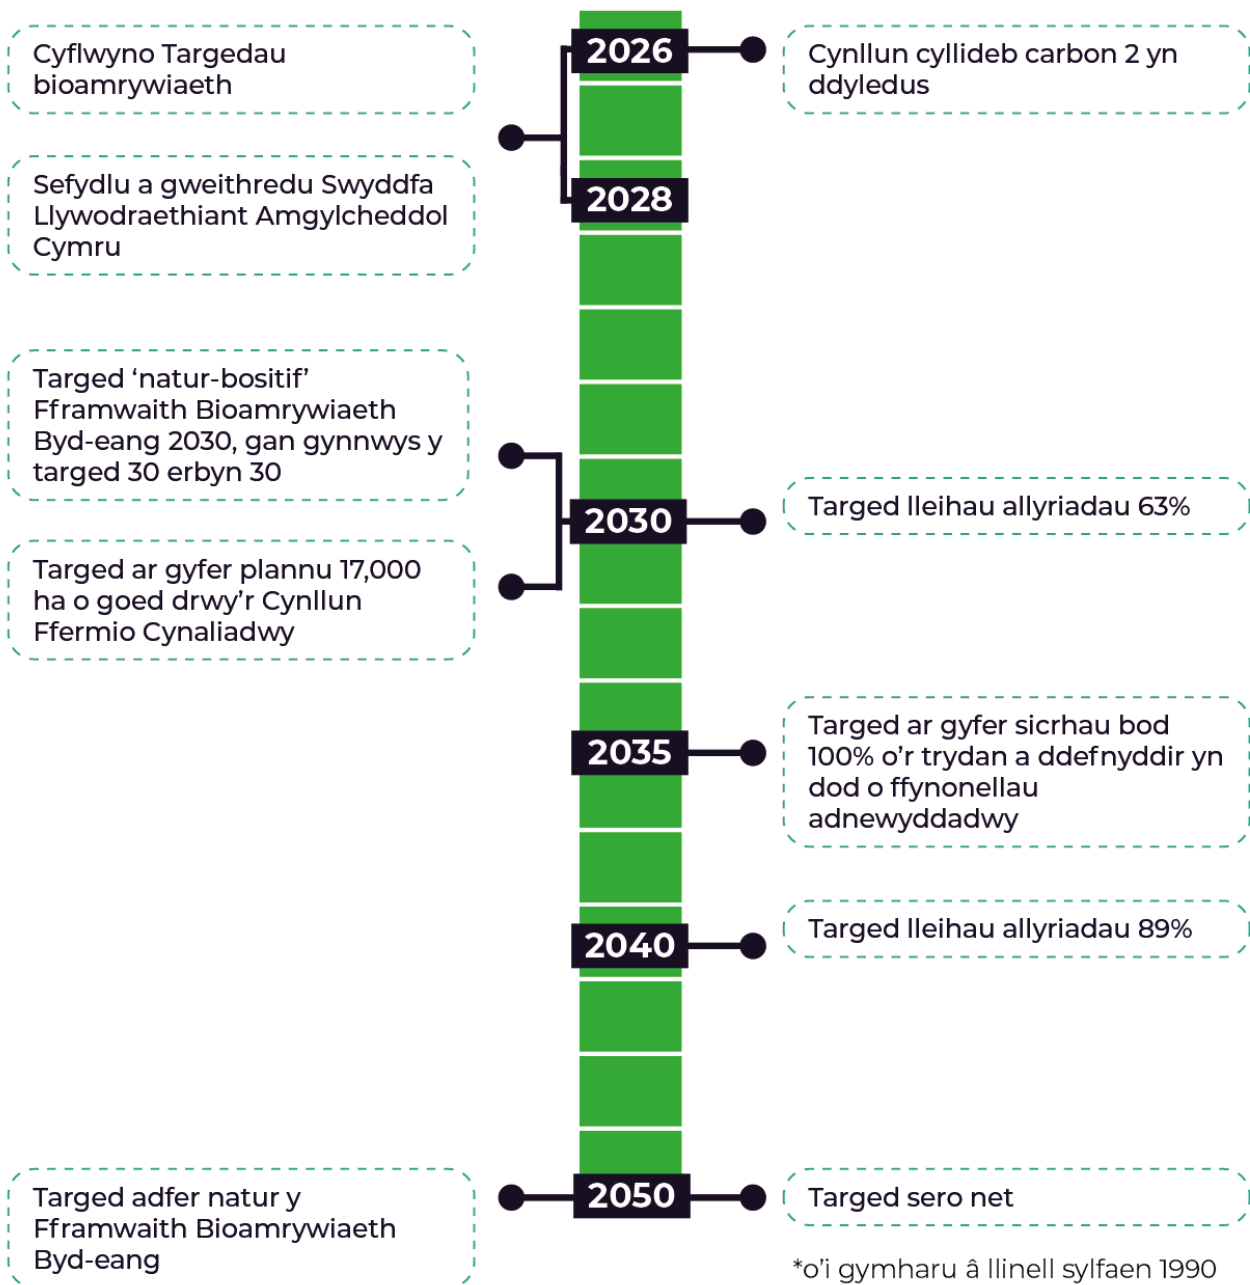 2026
Cyflwyno Targedau
bioamrywiaeth
Cynllun cyllideb carbon 2 yn
ddyledus
Sefydlu a gweithredu Swyddfa
Llywodraethiant Amgylcheddol
Cymru
2028
Targed ‘natur-bositif’
Fframwaith Bioamrywiaeth
Byd-eang 2030, gan gynnwys y
targed 30 erbyn 30
2030
Targed lleihau allyriadau 63%
Targed ar gyfer plannu 17,000
ha o goed drwy’r Cynllun
Ffermio Cynaliadwy
2035
Targed ar gyfer sicrhau bod
100% o’r trydan a ddefnyddir yn
dod o ffynonellau
adnewyddadwy
2040
Targed lleihau allyriadau 89%
Targed adfer natur y
Fframwaith Bioamrywiaeth
Byd-eang
2050
Targed sero net
*o’i gymharu â llinell sylfaen 1990